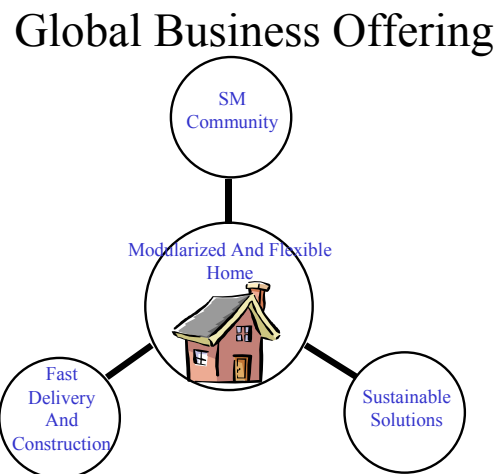 Global Business Offering
SM
Community
Modularized And Flexible
Home
Fast
Delivery
And
Construction
Sustainable
Solutions